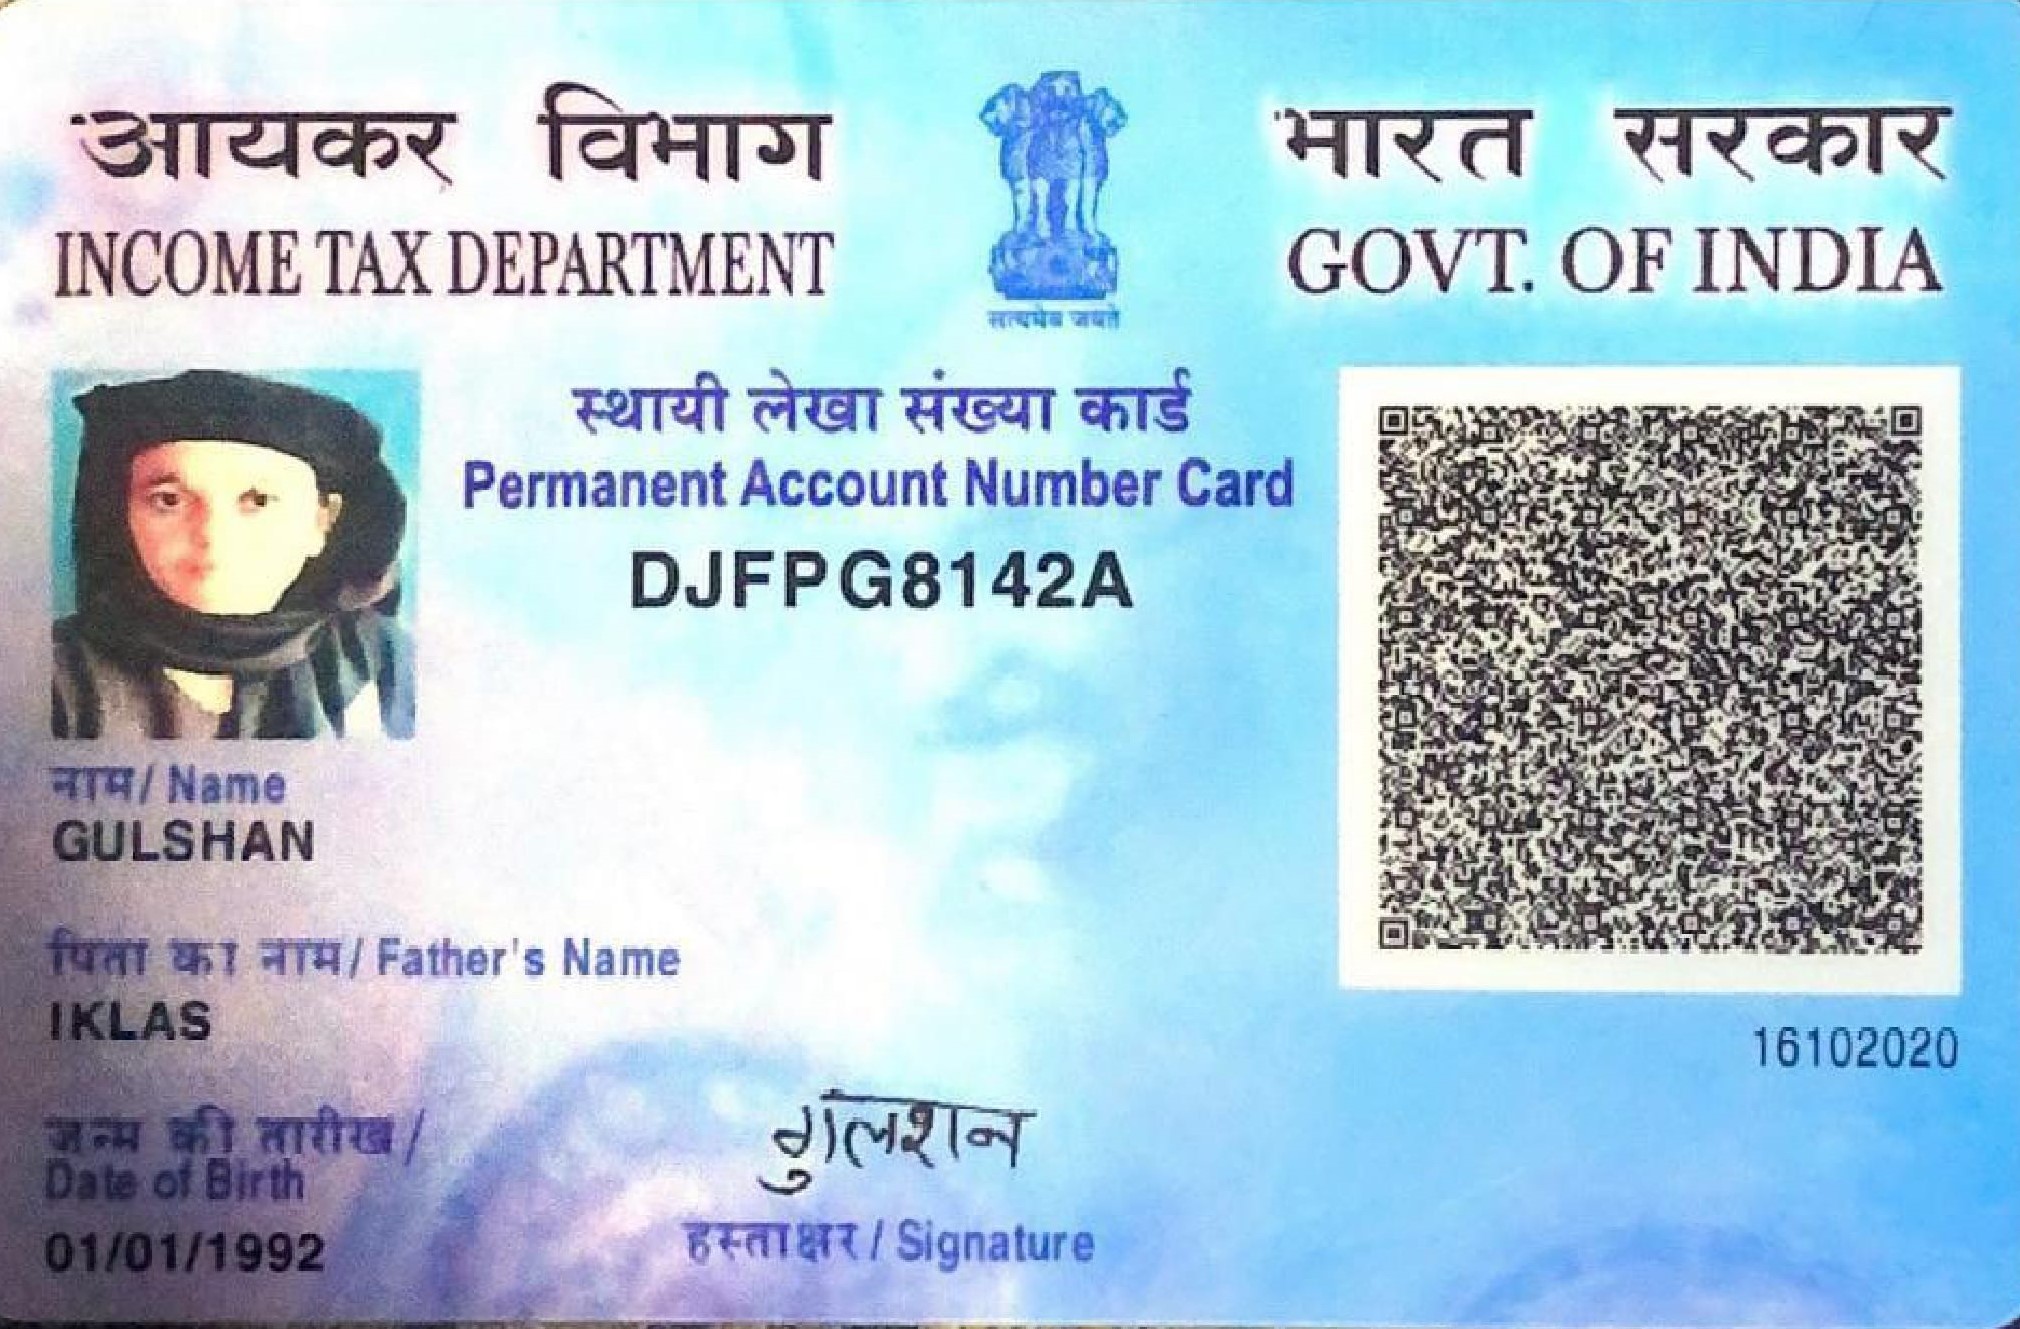 आयकर विभाग
INCOME TAX DEPARTMENT
सत्यमेव जयते
भारत सरकार
GOVT. OF INDIA
स्थायी लेखा संख्या कार्ड
Permanent Account Number Card
DJFPG8142A
नाम/ Name
GULSHAN
पिता का नाम/ Father's Name
IKLAS
16102020
जन्म की तारीख/
Date of Birth
01/01/1992
गुलशन
हस्ताक्षर / Signature